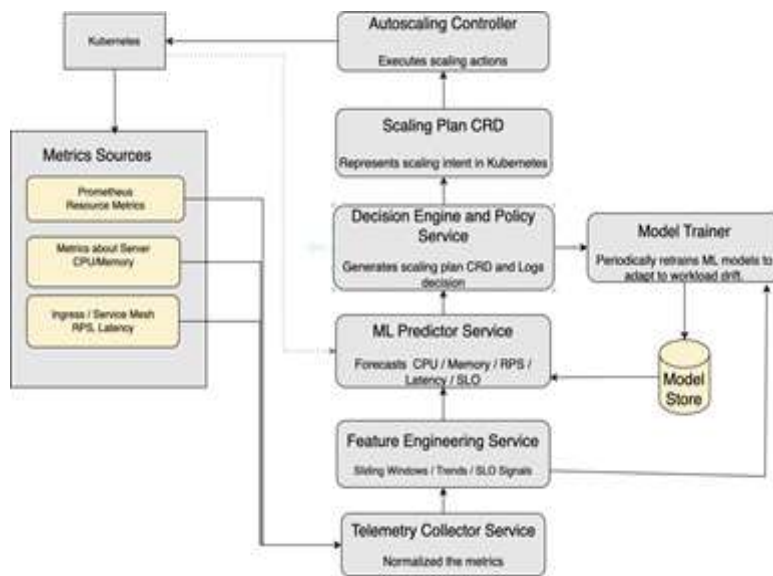 Kubernetes
Autoscaling Controller
Executes scaling actions
Scaling Plan CRD
Represents scaling intent in Kubernetes
Metrics Sources
Prometheus
Resource Metrics
Metrics about Server
CPU/Memory
Ingress / Service Mesh
RPS, Latency
Decision Engine and Policy
Service
Generates scaling plan CRD and Logs
decision
Model Trainer
Periodically retrains ML models to
adapt to workload drift.
ML Predictor Service
Forecasts CPU / Memory / RPS /
Latency / SLO
Model
Store
Feature Engineering Service
Sliding Windows / Trends / SLO Signals
Telemetry Collector Service
Normalized the metrics